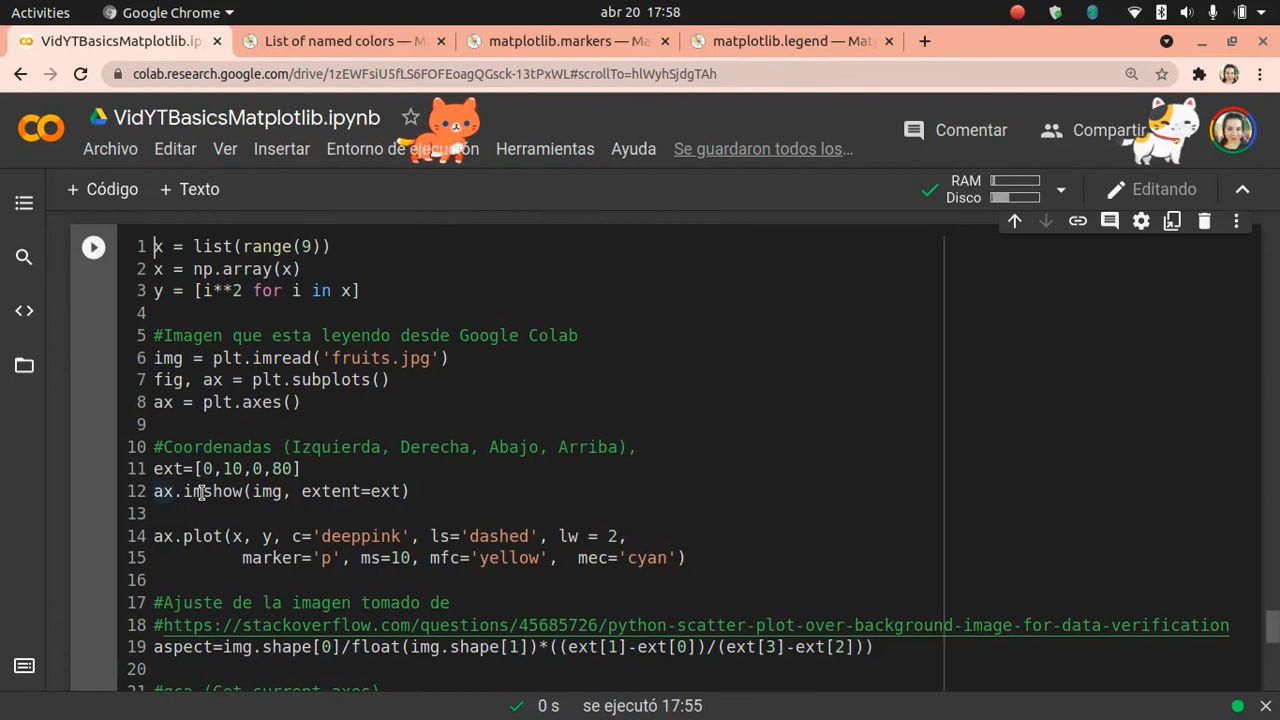 Activities
Google Chrome
abr 20 17:58
VidYTBasicsMatplotlib.ip
List of named colors — M
matplotlib.markers — Mat
matplotlib.legend — Mat
colab.research.google.com/drive/1zEWFsiU5fLS6FOFEoagQGsck-13tPxWL#scrollTo=hlWyhSjdgTAh
VidYTBasicsMatplotlib.ipynb
Comentar
Compartir
Archivo Editar Ver Insertar Entorno de ejecución Herramientas Ayuda Se guardaron todos los...
+ Código + Texto
RAM
Disco
Editando
1 x = list(range(9))
2 x = np.array(x)
3 y = [i**2 for i in x]
4
5 #Imagen que esta leyendo desde Google Colab
6 img = plt.imread('fruits.jpg')
7 fig, ax = plt.subplots()
8 ax = plt.axes()
9
10 #Coordenadas (Izquierda, Derecha, Abajo, Arriba),
11 ext=[0,10,0,80]
12 ax.imshow(img, extent=ext)
13
14 ax.plot(x, y, c='deeppink', ls='dashed', lw = 2,
15 marker='p', ms=10, mfc='yellow', mec='cyan')
16
17 #Ajuste de la imagen tomado de
18 #https://stackoverflow.com/questions/45685726/python-scatter-plot-over-background-image-for-data-verification
19 aspect=img.shape[0]/float(img.shape[1])*((ext[1]-ext[0])/(ext[3]-ext[2]))
20
21 #gca (Get current axes)
0 s se ejecutó 17:55